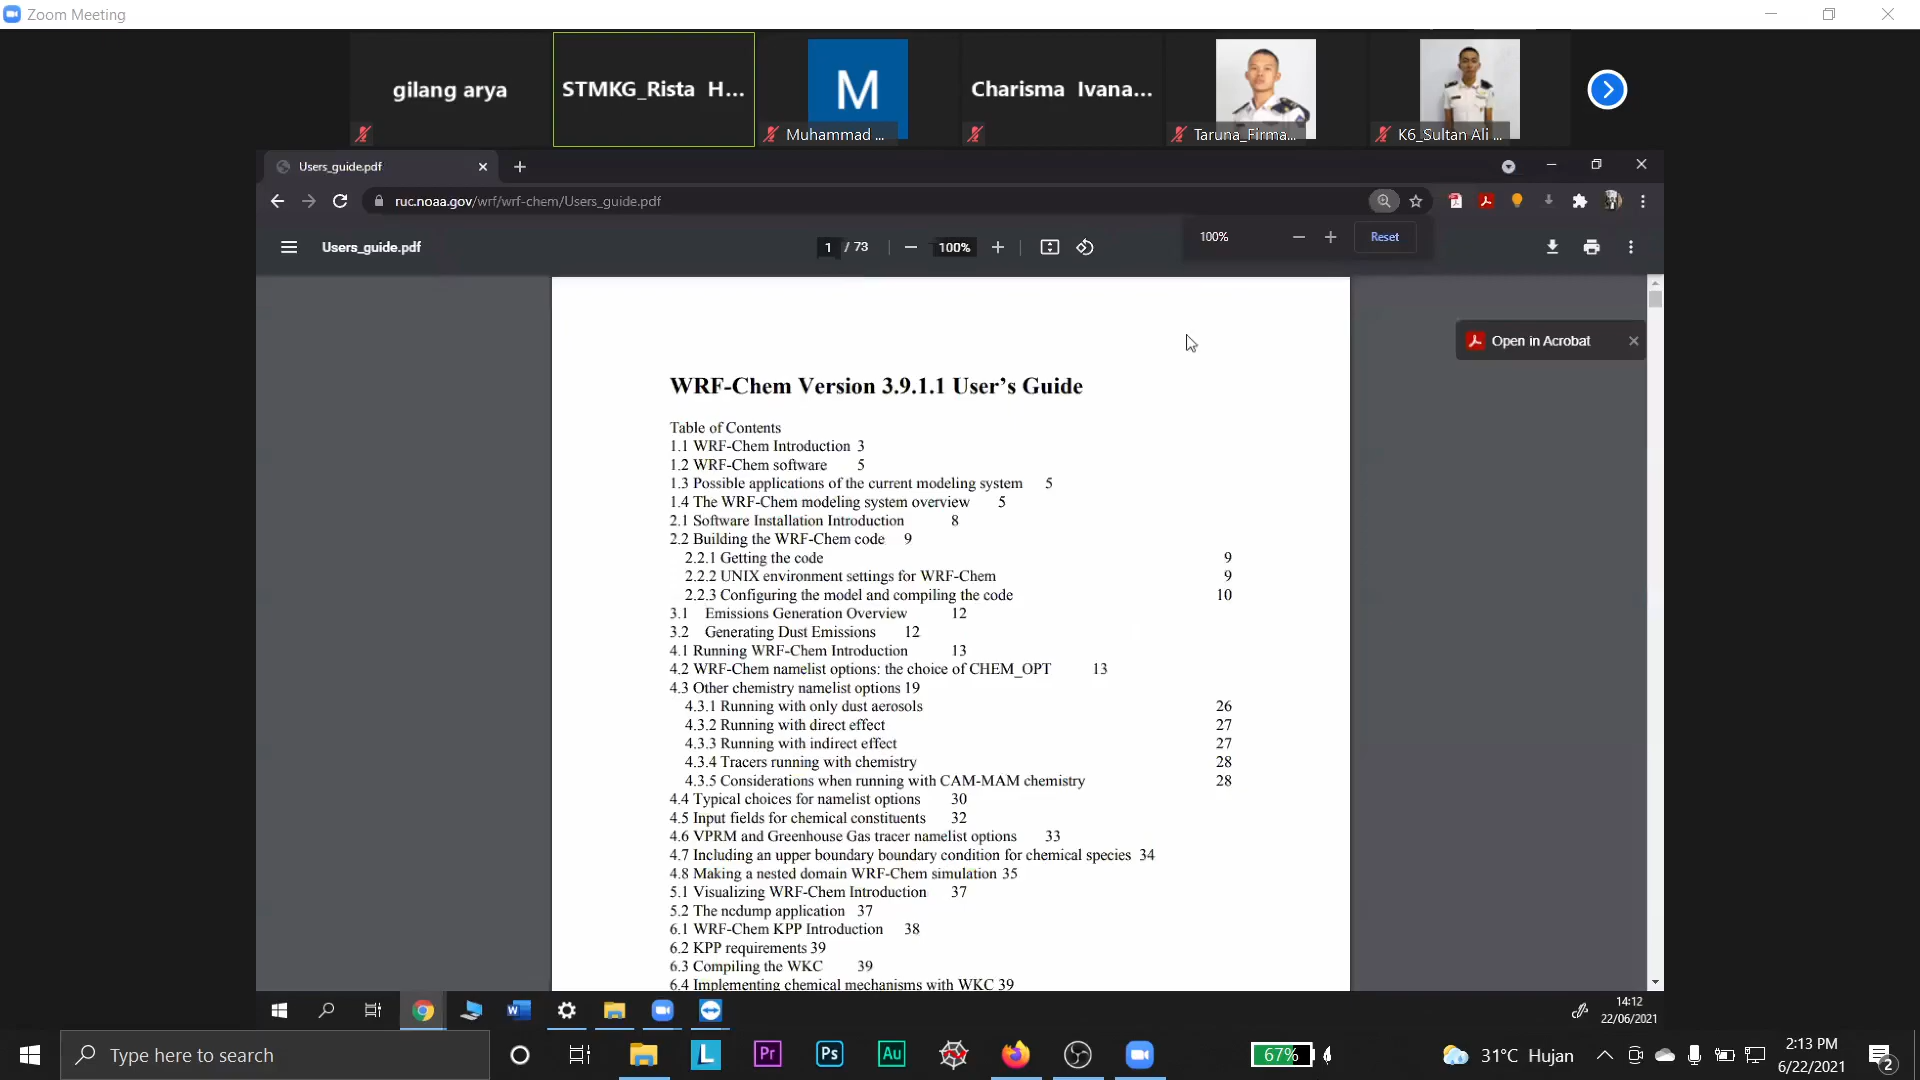 Zoom Meeting
gilang arya
STMKG_Rista H...
M
Muhammad ...
Charisma Ivana...
Taruna_Firma...
K6_Sultan Ali ...
Users_guide.pdf
ruc.noaa.gov/wrf/wrf-chem/Users_guide.pdf
Users_guide.pdf
1 / 73
100%
100%
Reset
Open in Acrobat
WRF-Chem Version 3.9.1.1 User’s Guide
Table of Contents
1.1 WRF-Chem Introduction 3
1.2 WRF-Chem software 5
1.3 Possible applications of the current modeling system 5
1.4 The WRF-Chem modeling system overview 5
2.1 Software Installation Introduction 8
2.2 Building the WRF-Chem code 9
2.2.1 Getting the code 9
2.2.2 UNIX environment settings for WRF-Chem 9
2.2.3 Configuring the model and compiling the code 10
3.1 Emissions Generation Overview 12
3.2 Generating Dust Emissions 12
4.1 Running WRF-Chem Introduction 13
4.2 WRF-Chem namelist options: the choice of CHEM_OPT 13
4.3 Other chemistry namelist options 19
4.3.1 Running with only dust aerosols 26
4.3.2 Running with direct effect 27
4.3.3 Running with indirect effect 27
4.3.4 Tracers running with chemistry 28
4.3.5 Considerations when running with CAM-MAM chemistry 28
4.4 Typical choices for namelist options 30
4.5 Input fields for chemical constituents 32
4.6 VPRM and Greenhouse Gas tracer namelist options 33
4.7 Including an upper boundary boundary condition for chemical species 34
4.8 Making a nested domain WRF-Chem simulation 35
5.1 Visualizing WRF-Chem Introduction 37
5.2 The ncdump application 37
6.1 WRF-Chem KPP Introduction 38
6.2 KPP requirements 39
6.3 Compiling the WKC 39
6.4 Implementing chemical mechanisms with WKC 39
14:12
22/06/2021
Type here to search
L
Pr
Ps
Au
67%
31°C Hujan
2:13 PM
6/22/2021
2